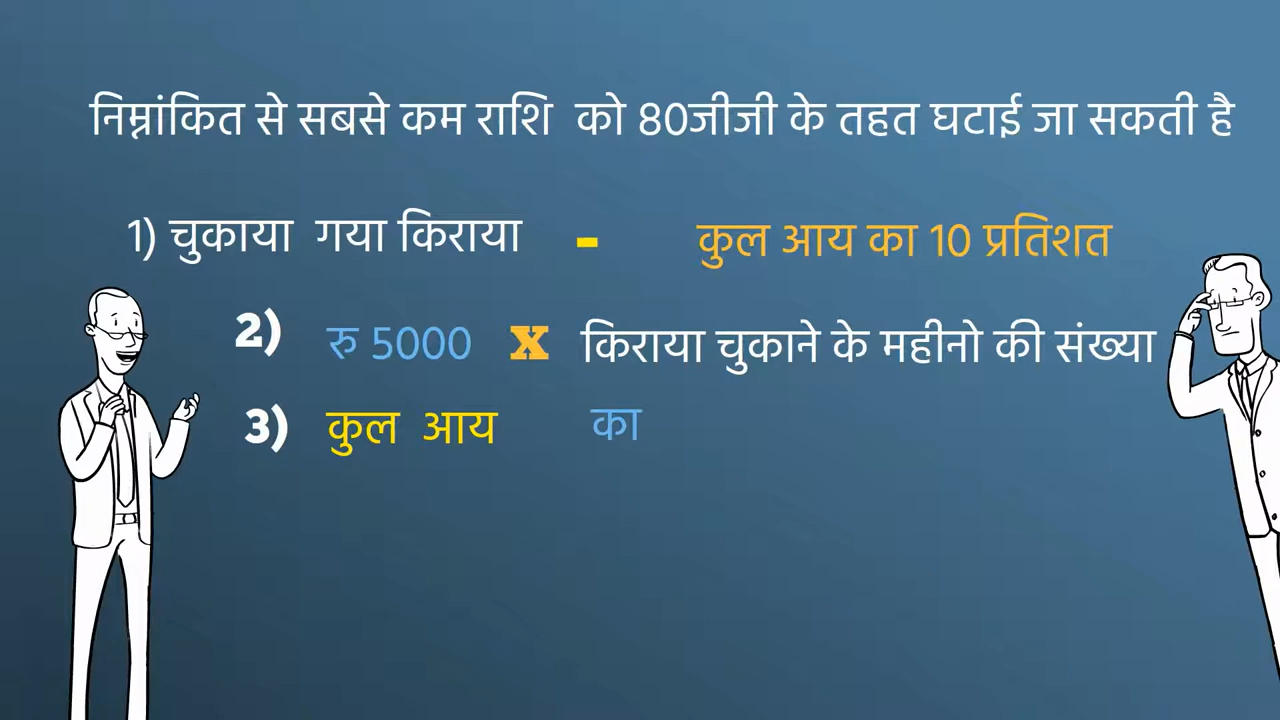 निम्नांकित से सबसे कम राशि को 80जीजी के तहत घटाई जा सकती है
1) चुकाया गया किराया - कुल आय का 10 प्रतिशत
2) रु 5000 x किराया चुकाने के महीनो की संख्या
3) कुल आय का